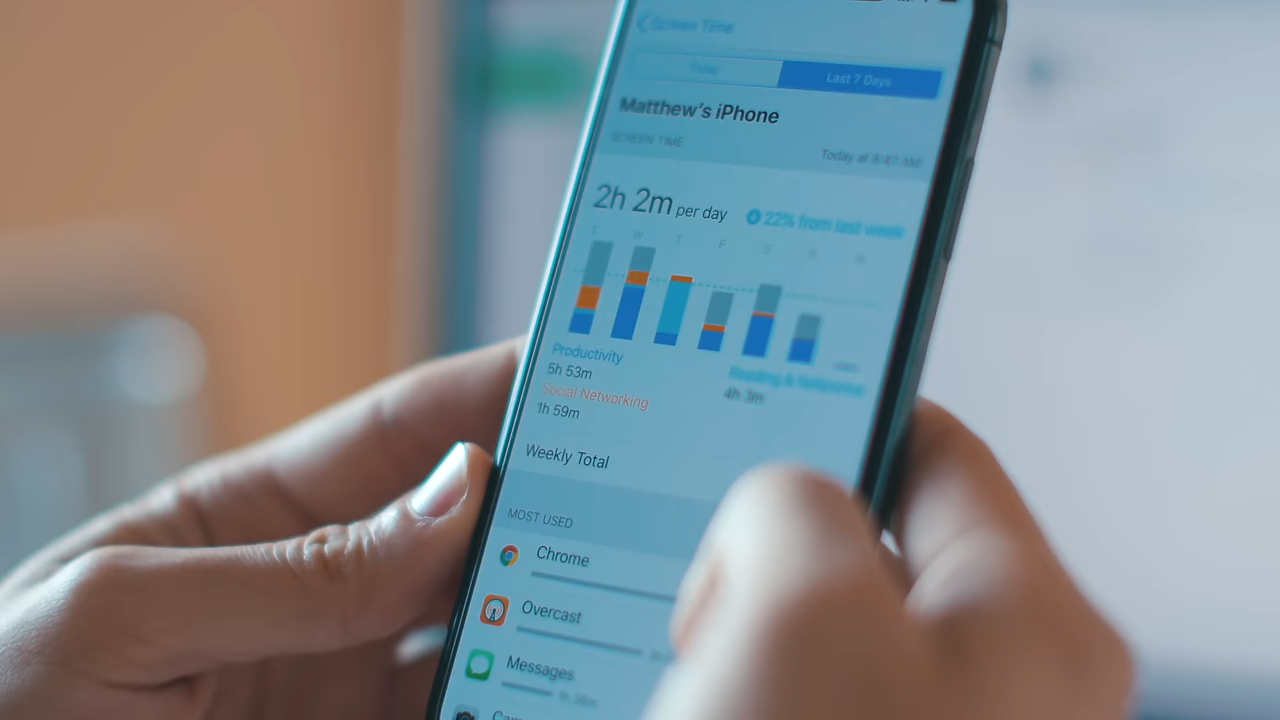 Screen Time
Today Last 7 Days
Matthew's iPhone
SCREEN TIME Today at 8:47 AM
2h 2m per day 22% from last week
T W T F S S M
Productivity Reading & Reference
5h 53m 4h 3m
Social Networking
1h 59m
Weekly Total
MOST USED
Chrome
Overcast
Messages